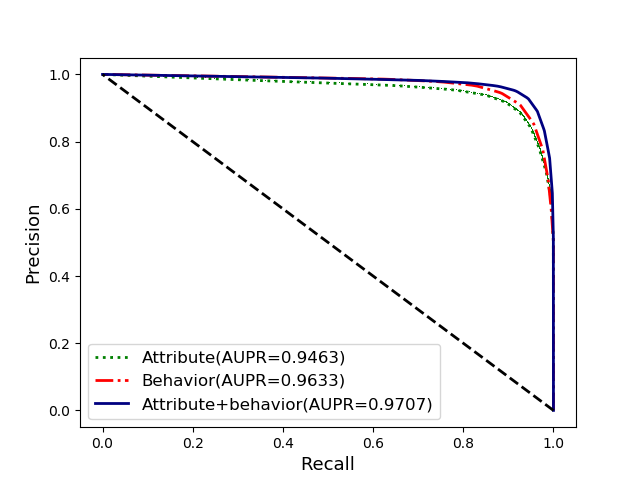 1.0
0.8
0.6
0.4
0.2
0.0
Precision
Attribute(AUPR=0.9463)
Behavior(AUPR=0.9633)
Attribute+behavior(AUPR=0.9707)
0.0 0.2 0.4 0.6 0.8 1.0
Recall